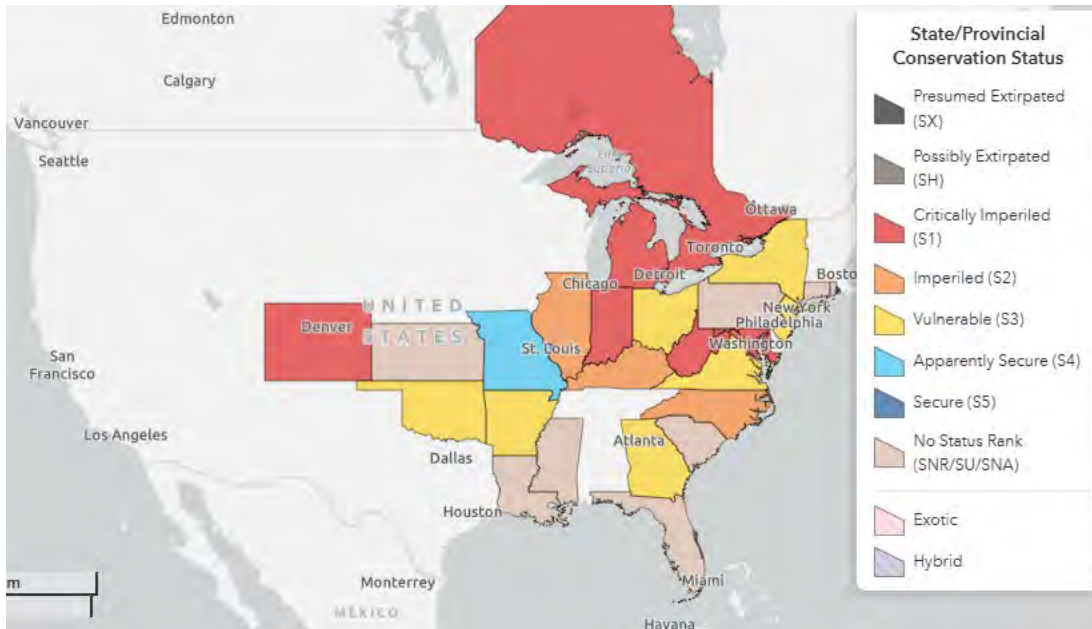 Edmonton
Calgary
Vancouver
Seattle
Superior
Ottawa
Toronto
Boston
Detroit
Chicago
New York
Philadelphia
UNITED
STATES
Denver
St. Louis
Washington
San
Francisco
Los Angeles
Atlanta
Dallas
Houston
Monterrey
Miami
MÉXICO
Havana
m
State/Provincial
Conservation Status
Presumed Extirpated
(SX)
Possibly Extirpated
(SH)
Critically Imperiled
(S1)
Imperiled (S2)
Vulnerable (S3)
Apparently Secure (S4)
Secure (S5)
No Status Rank
(SNR/SU/SNA)
Exotic
Hybrid